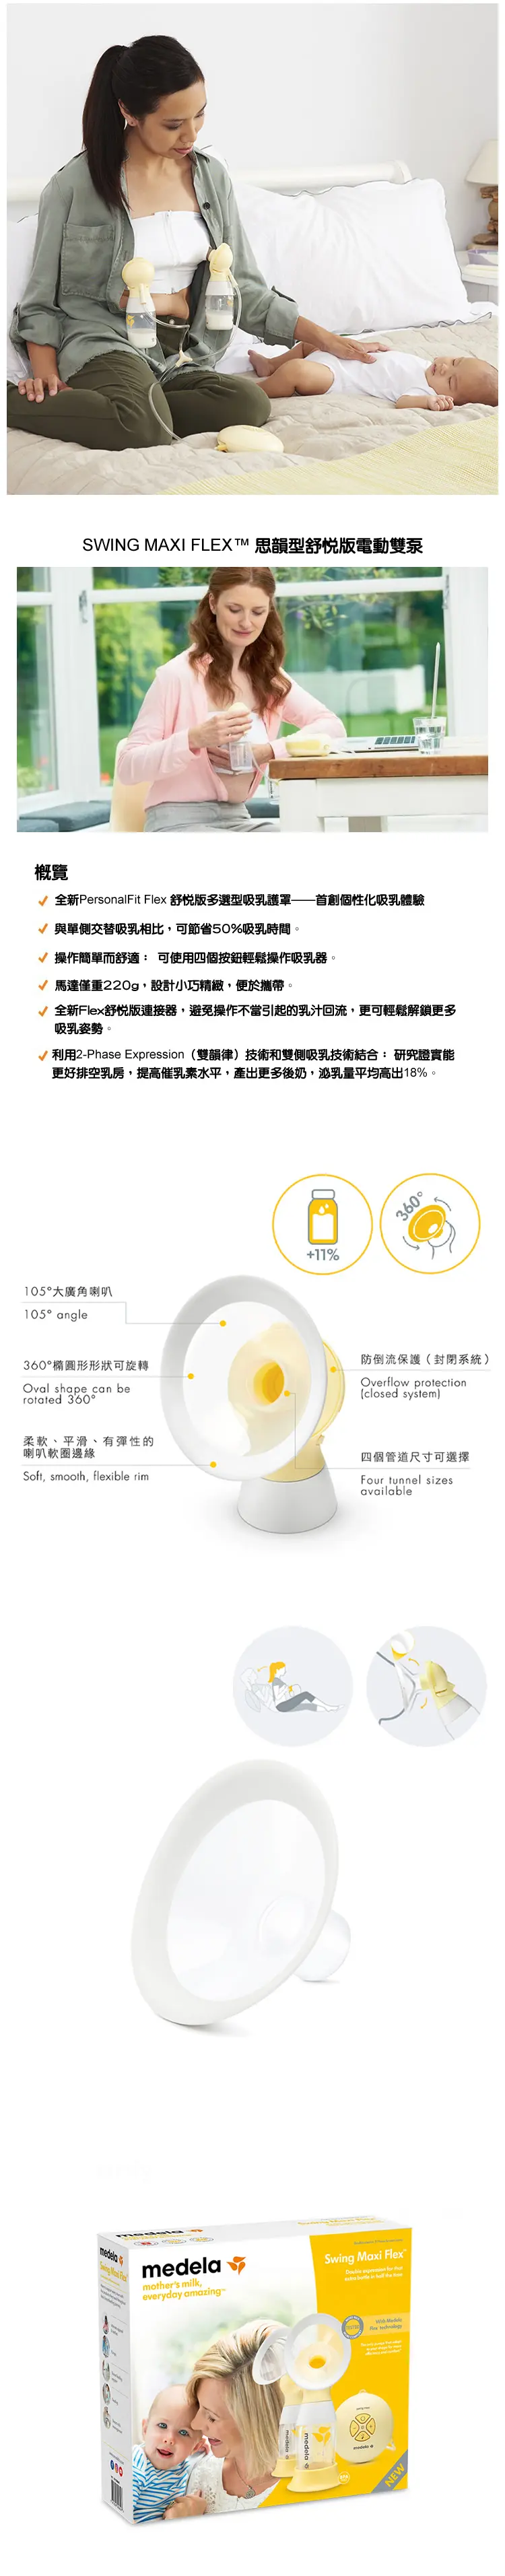 SWING MAXI FLEX™ 思韻型舒悅版電動雙泵
概覽
全新PersonalFit Flex 舒悅版多選型吸乳護罩——首創個性化吸乳體驗
與單側交替吸乳相比，可節省50%吸乳時間。
操作簡單而舒適： 可使用四個按鈕輕鬆操作吸乳器。
馬達僅重220g，設計小巧精緻，便於攜帶。
全新Flex舒悅版連接器，避免操作不當引起的乳汁回流，更可輕鬆解鎖更多
吸乳姿勢。
利用2-Phase Expression（雙韻律）技術和雙側吸乳技術結合： 研究證實能
更好排空乳房，提高催乳素水平，產出更多後奶，泌乳量平均高出18%。
+11%
360°
105°大廣角喇叭
105° angle
360°橢圓形形狀可旋轉
Oval shape can be
rotated 360°
柔軟、平滑、有彈性的
喇叭軟圈邊緣
Soft, smooth, flexible rim
防倒流保護（封閉系統）
Overflow protection
(closed system)
四個管道尺寸可選擇
Four tunnel sizes
available
medela
Swing Maxi Flex
medela
mother's milk,
everyday amazing™
Swing Maxi Flex™
medela
medela
medela
NEW